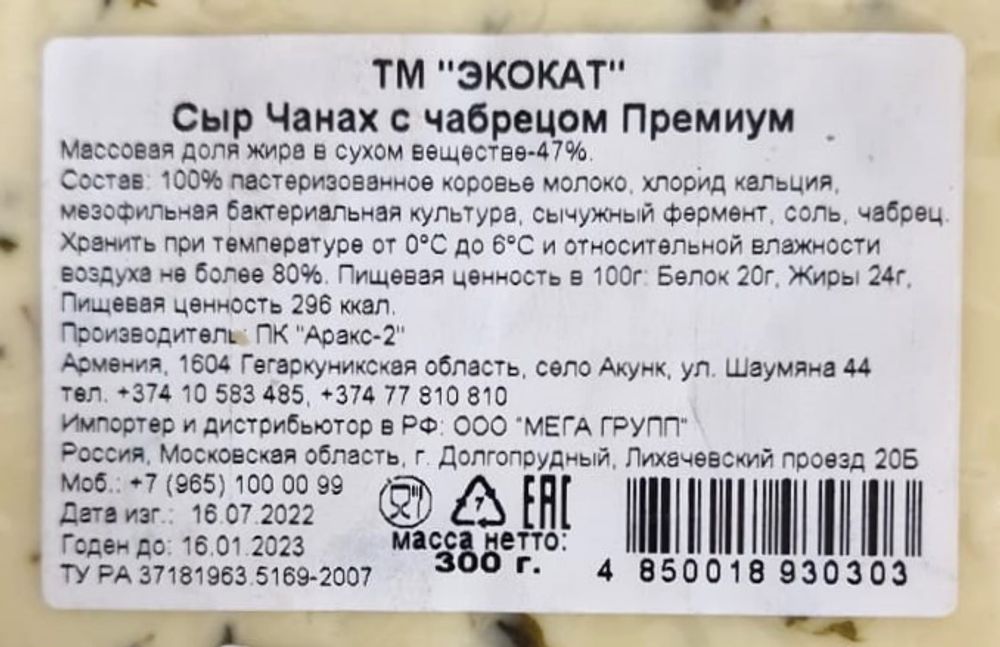 ТМ "ЭКОКАТ"
Сыр Чанах с чабрецом Премиум
Массовая доля жира в сухом веществе-47%.
Состав: 100% пастеризованное коровье молоко, хлорид кальция,
мезофильная бактериальная культура, сычужный фермент, соль, чабрец.
Хранить при температуре от 0°С до 6°С и относительной влажности
воздуха не более 80%. Пищевая ценность в 100г: Белок 20г, Жиры 24г,
Пищевая ценность 296 ккал.
Производитель: ПК "Аракс-2"
Армения, 1604 Гегаркуникская область, село Акунк, ул. Шаумяна 44
тел. +374 10 583 485, +374 77 810 810
Импортер и дистрибьютор в РФ: ООО "МЕГА ГРУПП"
Россия, Московская область, г. Долгопрудный, Лихачевский проезд 20Б
Моб.: +7 (965) 100 00 99
Дата изг.: 16.07.2022
Годен до: 16.01.2023
ТУ РА 37181963.5169-2007
7
ЕАС
масса нетто:
300 г.
4 850018 930303